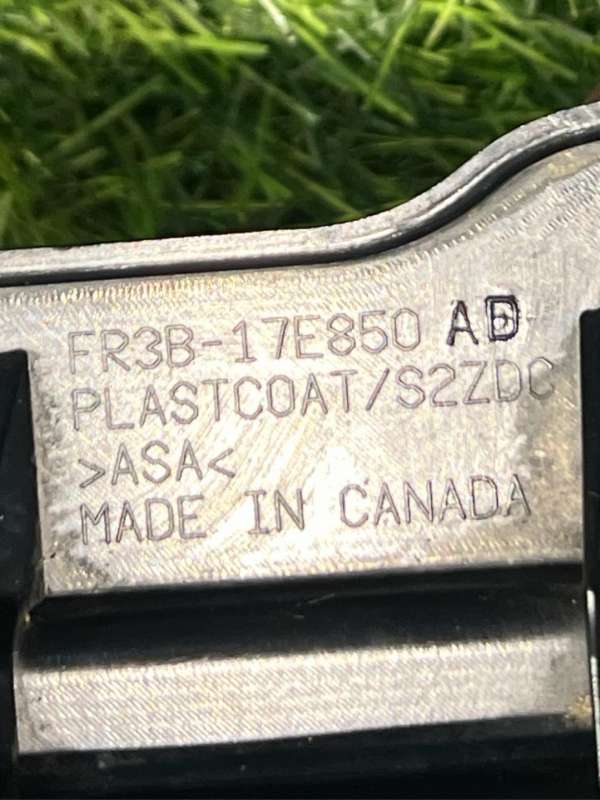 FR3B-17E850 AD
PLASTCOAT/S2ZDC
>ASA<
MADE IN CANADA